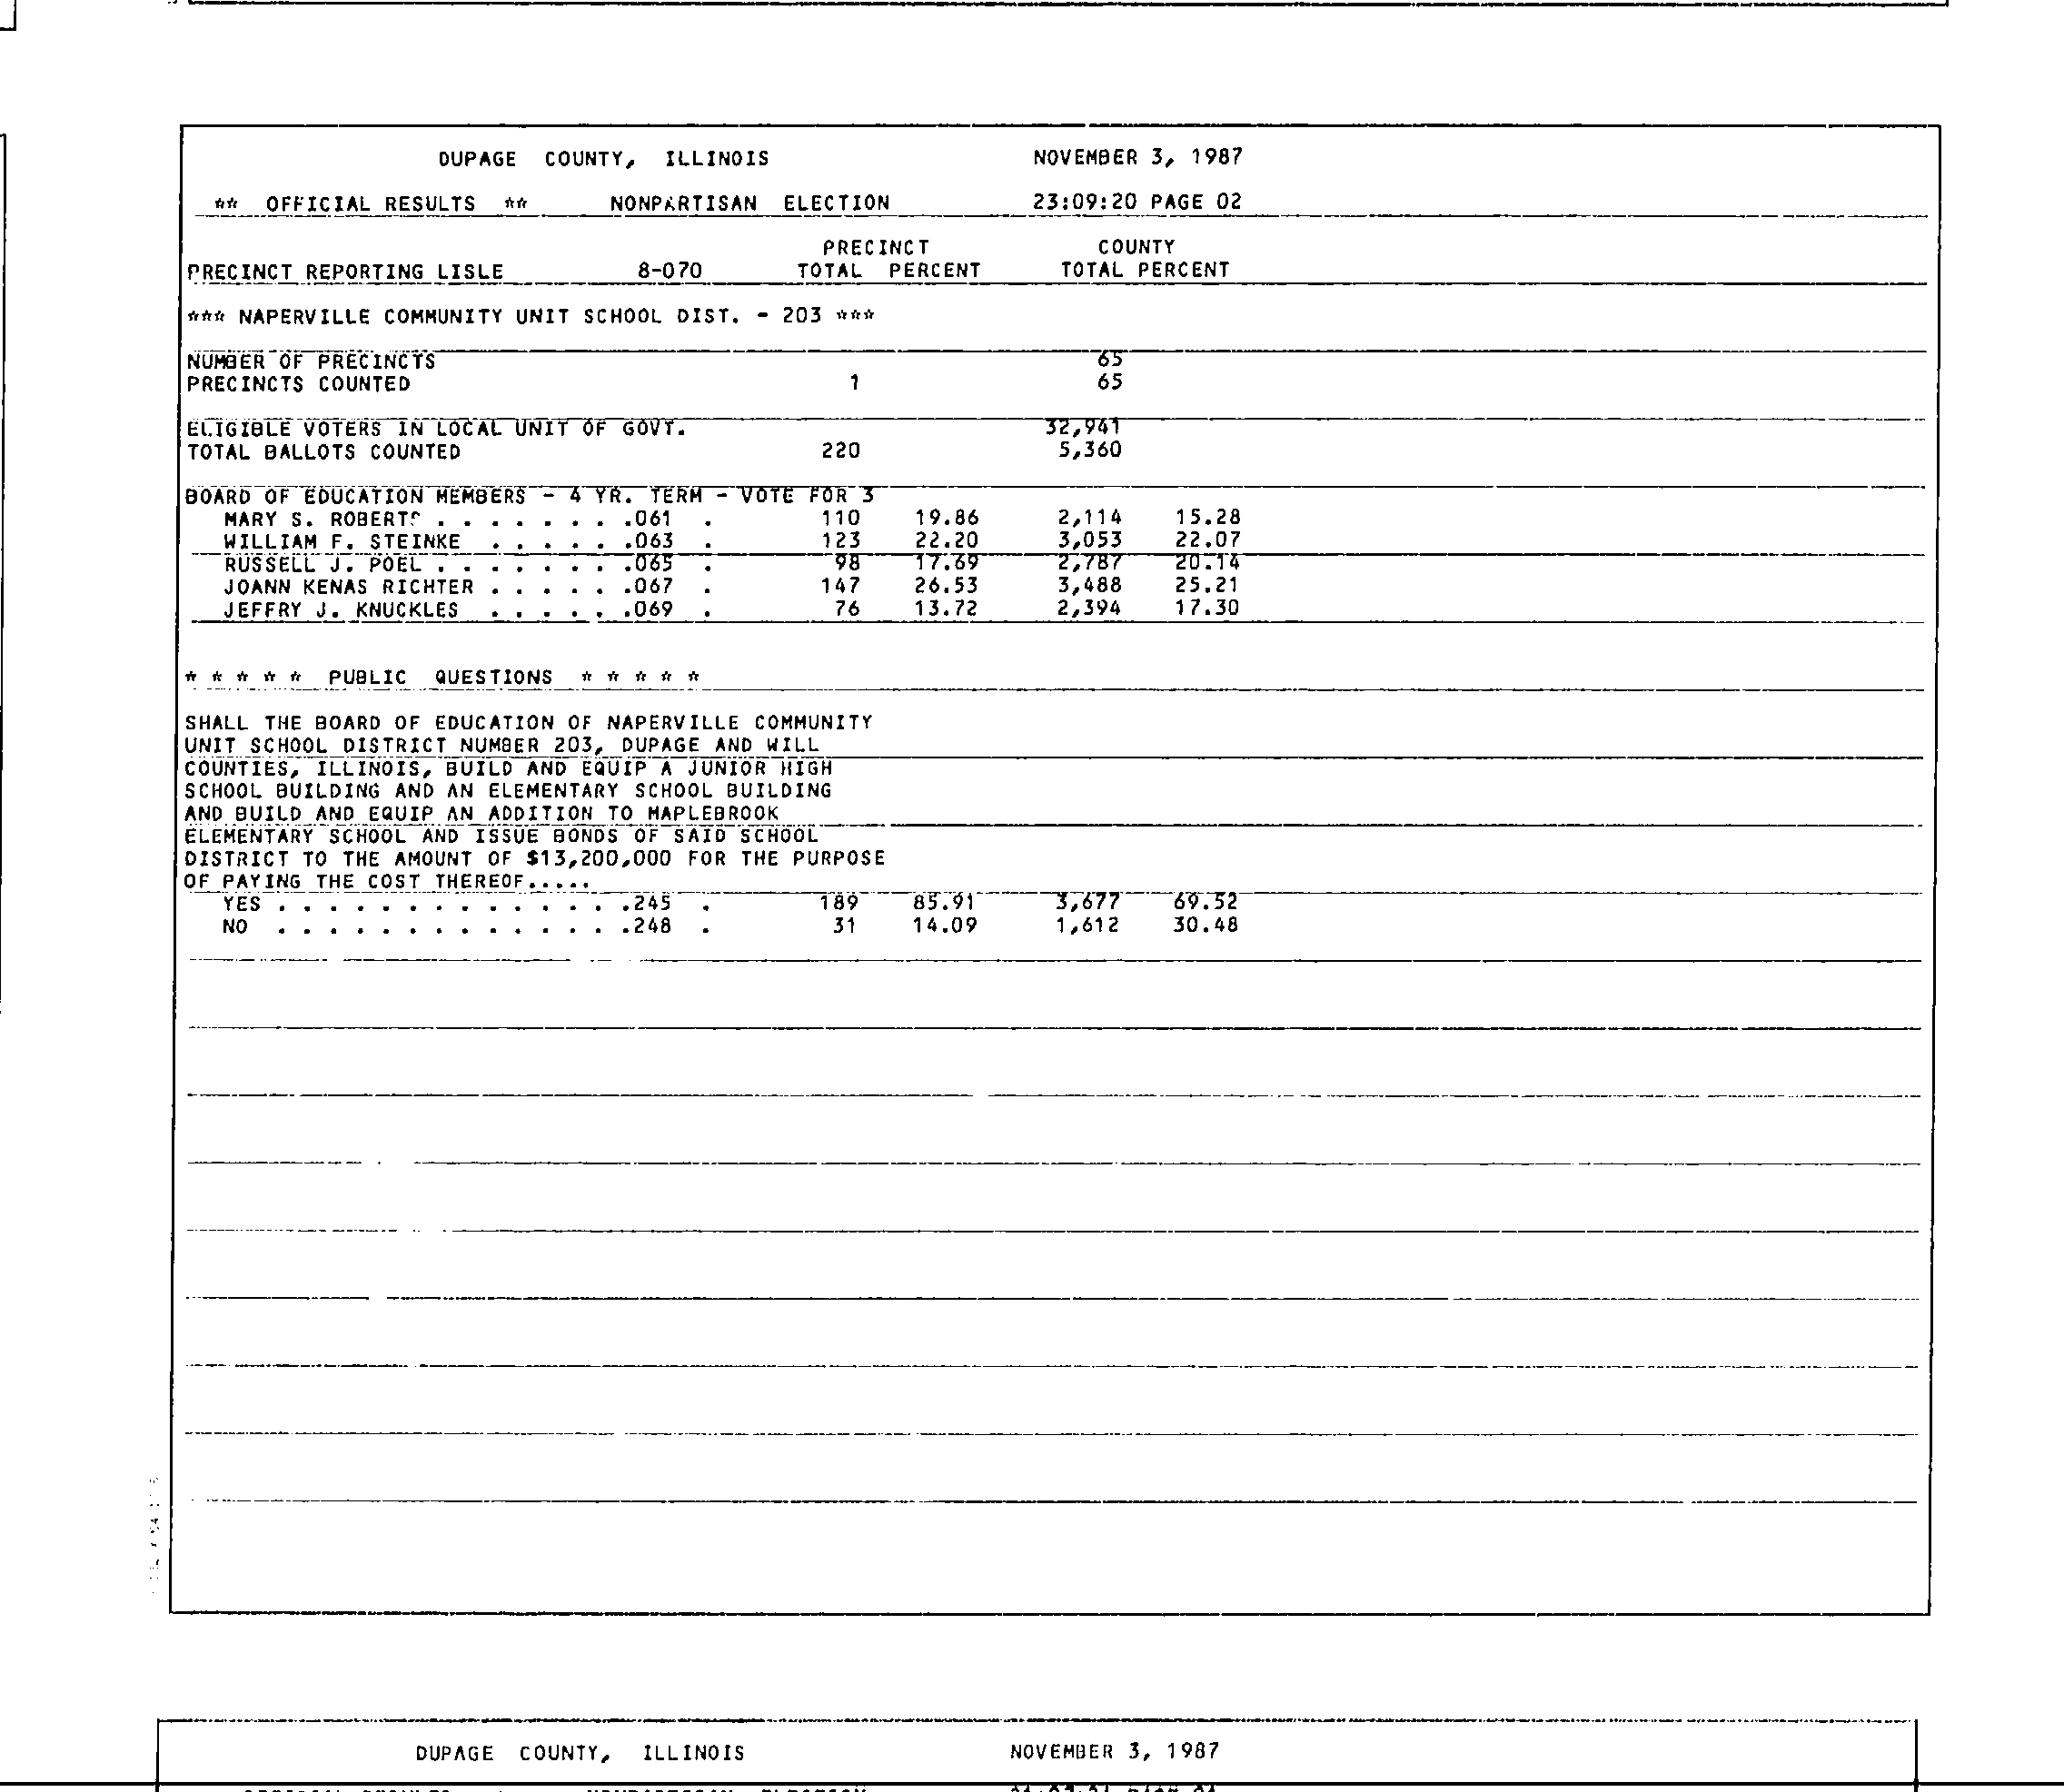 DUPAGE COUNTY, ILLINOIS NOVEMBER 3, 1987
** OFFICIAL RESULTS ** NONPARTISAN ELECTION 23:09:20 PAGE 02
PRECINCT COUNTY
PRECINCT REPORTING LISLE 8-070 TOTAL PERCENT TOTAL PERCENT
*** NAPERVILLE COMMUNITY UNIT SCHOOL DIST. - 203 ***
NUMBER OF PRECINCTS 65
PRECINCTS COUNTED 1 65
ELIGIBLE VOTERS IN LOCAL UNIT OF GOVT. 32,941
TOTAL BALLOTS COUNTED 220 5,360
BOARD OF EDUCATION MEMBERS - 4 YR. TERM - VOTE FOR 3
MARY S. ROBERTS . . . . . . . .061 . 110 19.86 2,114 15.28
WILLIAM F. STEINKE . . . . . .063 . 123 22.20 3,053 22.07
RUSSELL J. POEL . . . . . . . .065 . 98 17.69 2,787 20.14
JOANN KENAS RICHTER . . . . . .067 . 147 26.53 3,488 25.21
JEFFRY J. KNUCKLES . . . . . .069 . 76 13.72 2,394 17.30
* * * * * PUBLIC QUESTIONS * * * * *
SHALL THE BOARD OF EDUCATION OF NAPERVILLE COMMUNITY
UNIT SCHOOL DISTRICT NUMBER 203, DUPAGE AND WILL
COUNTIES, ILLINOIS, BUILD AND EQUIP A JUNIOR HIGH
SCHOOL BUILDING AND AN ELEMENTARY SCHOOL BUILDING
AND BUILD AND EQUIP AN ADDITION TO MAPLEBROOK
ELEMENTARY SCHOOL AND ISSUE BONDS OF SAID SCHOOL
DISTRICT TO THE AMOUNT OF $13,200,000 FOR THE PURPOSE
OF PAYING THE COST THEREOF.....
YES . . . . . . . . . . . . . .245 . 189 85.91 3,677 69.52
NO . . . . . . . . . . . . . .248 . 31 14.09 1,612 30.48
DUPAGE COUNTY, ILLINOIS NOVEMBER 3, 1987